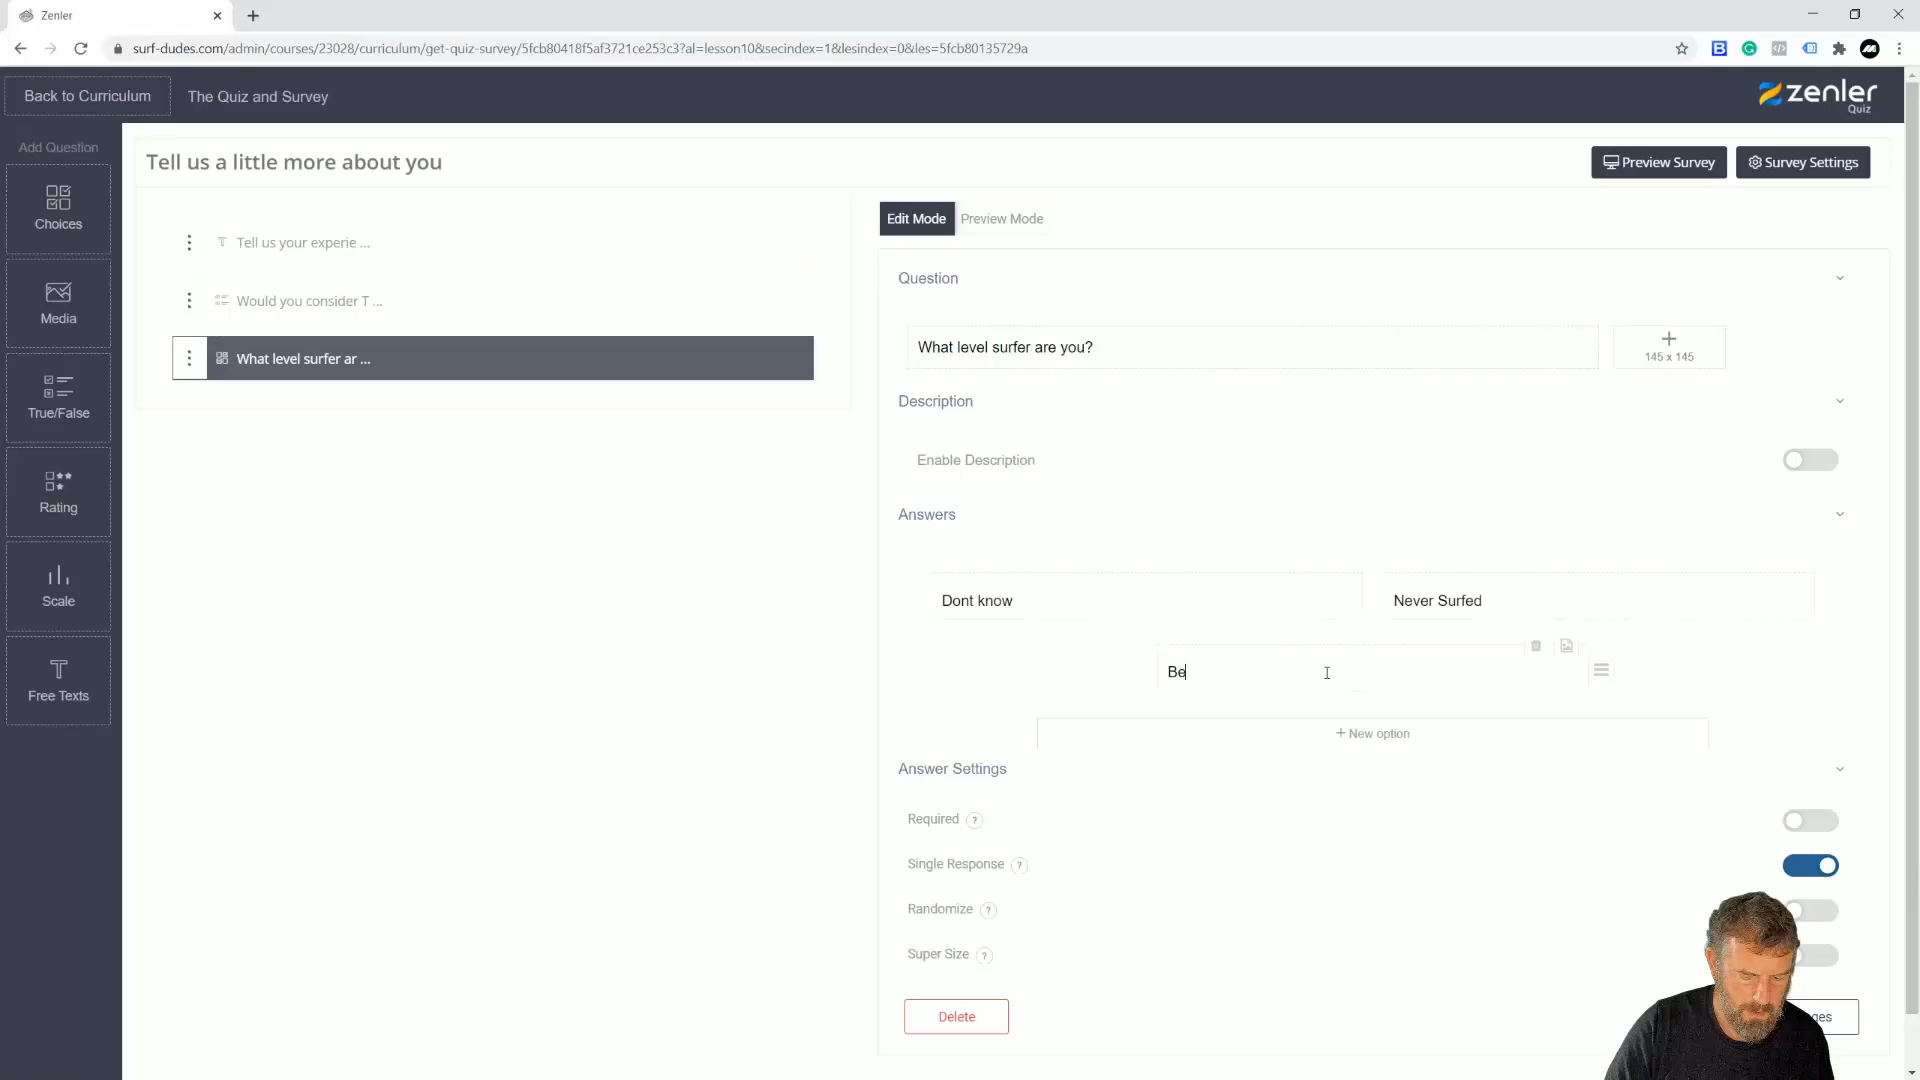 Zenler
surf-dudes.com/admin/courses/23028/curriculum/get-quiz-survey/5fcb80418f5af3721ce253c3?al=lesson10&secindex=1&lesindex=0&les=5fcb80135729a
Back to Curriculum
The Quiz and Survey
zenler
Quiz
Add Question
Choices
Media
True/False
Rating
Scale
Free Texts
Tell us a little more about you
Preview Survey
Survey Settings
Tell us your experie ...
Would you consider T ...
What level surfer ar ...
Edit Mode
Preview Mode
Question
What level surfer are you?
+
145 x 145
Description
Enable Description
Answers
Dont know
Never Surfed
Be
+ New option
Answer Settings
Required ?
Single Response ?
Randomize ?
Super Size ?
Delete
ges